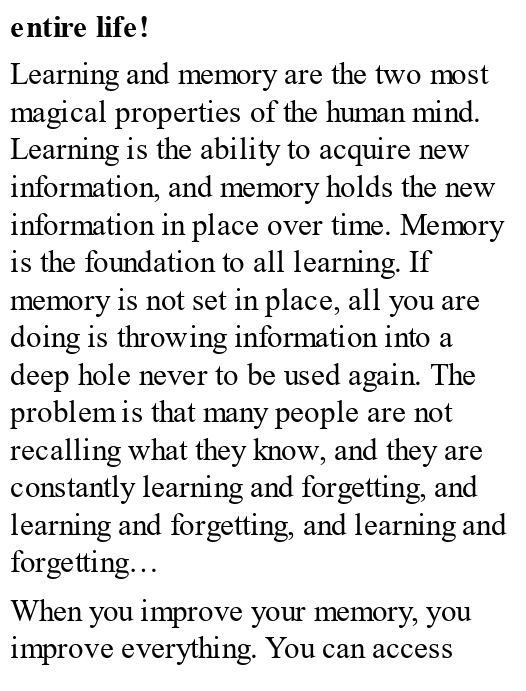 entire life!
Learning and memory are the two most
magical properties of the human mind.
Learning is the ability to acquire new
information, and memory holds the new
information in place over time. Memory
is the foundation to all learning. If
memory is not set in place, all you are
doing is throwing information into a
deep hole never to be used again. The
problem is that many people are not
recalling what they know, and they are
constantly learning and forgetting, and
learning and forgetting, and learning and
forgetting…
When you improve your memory, you
improve everything. You can access